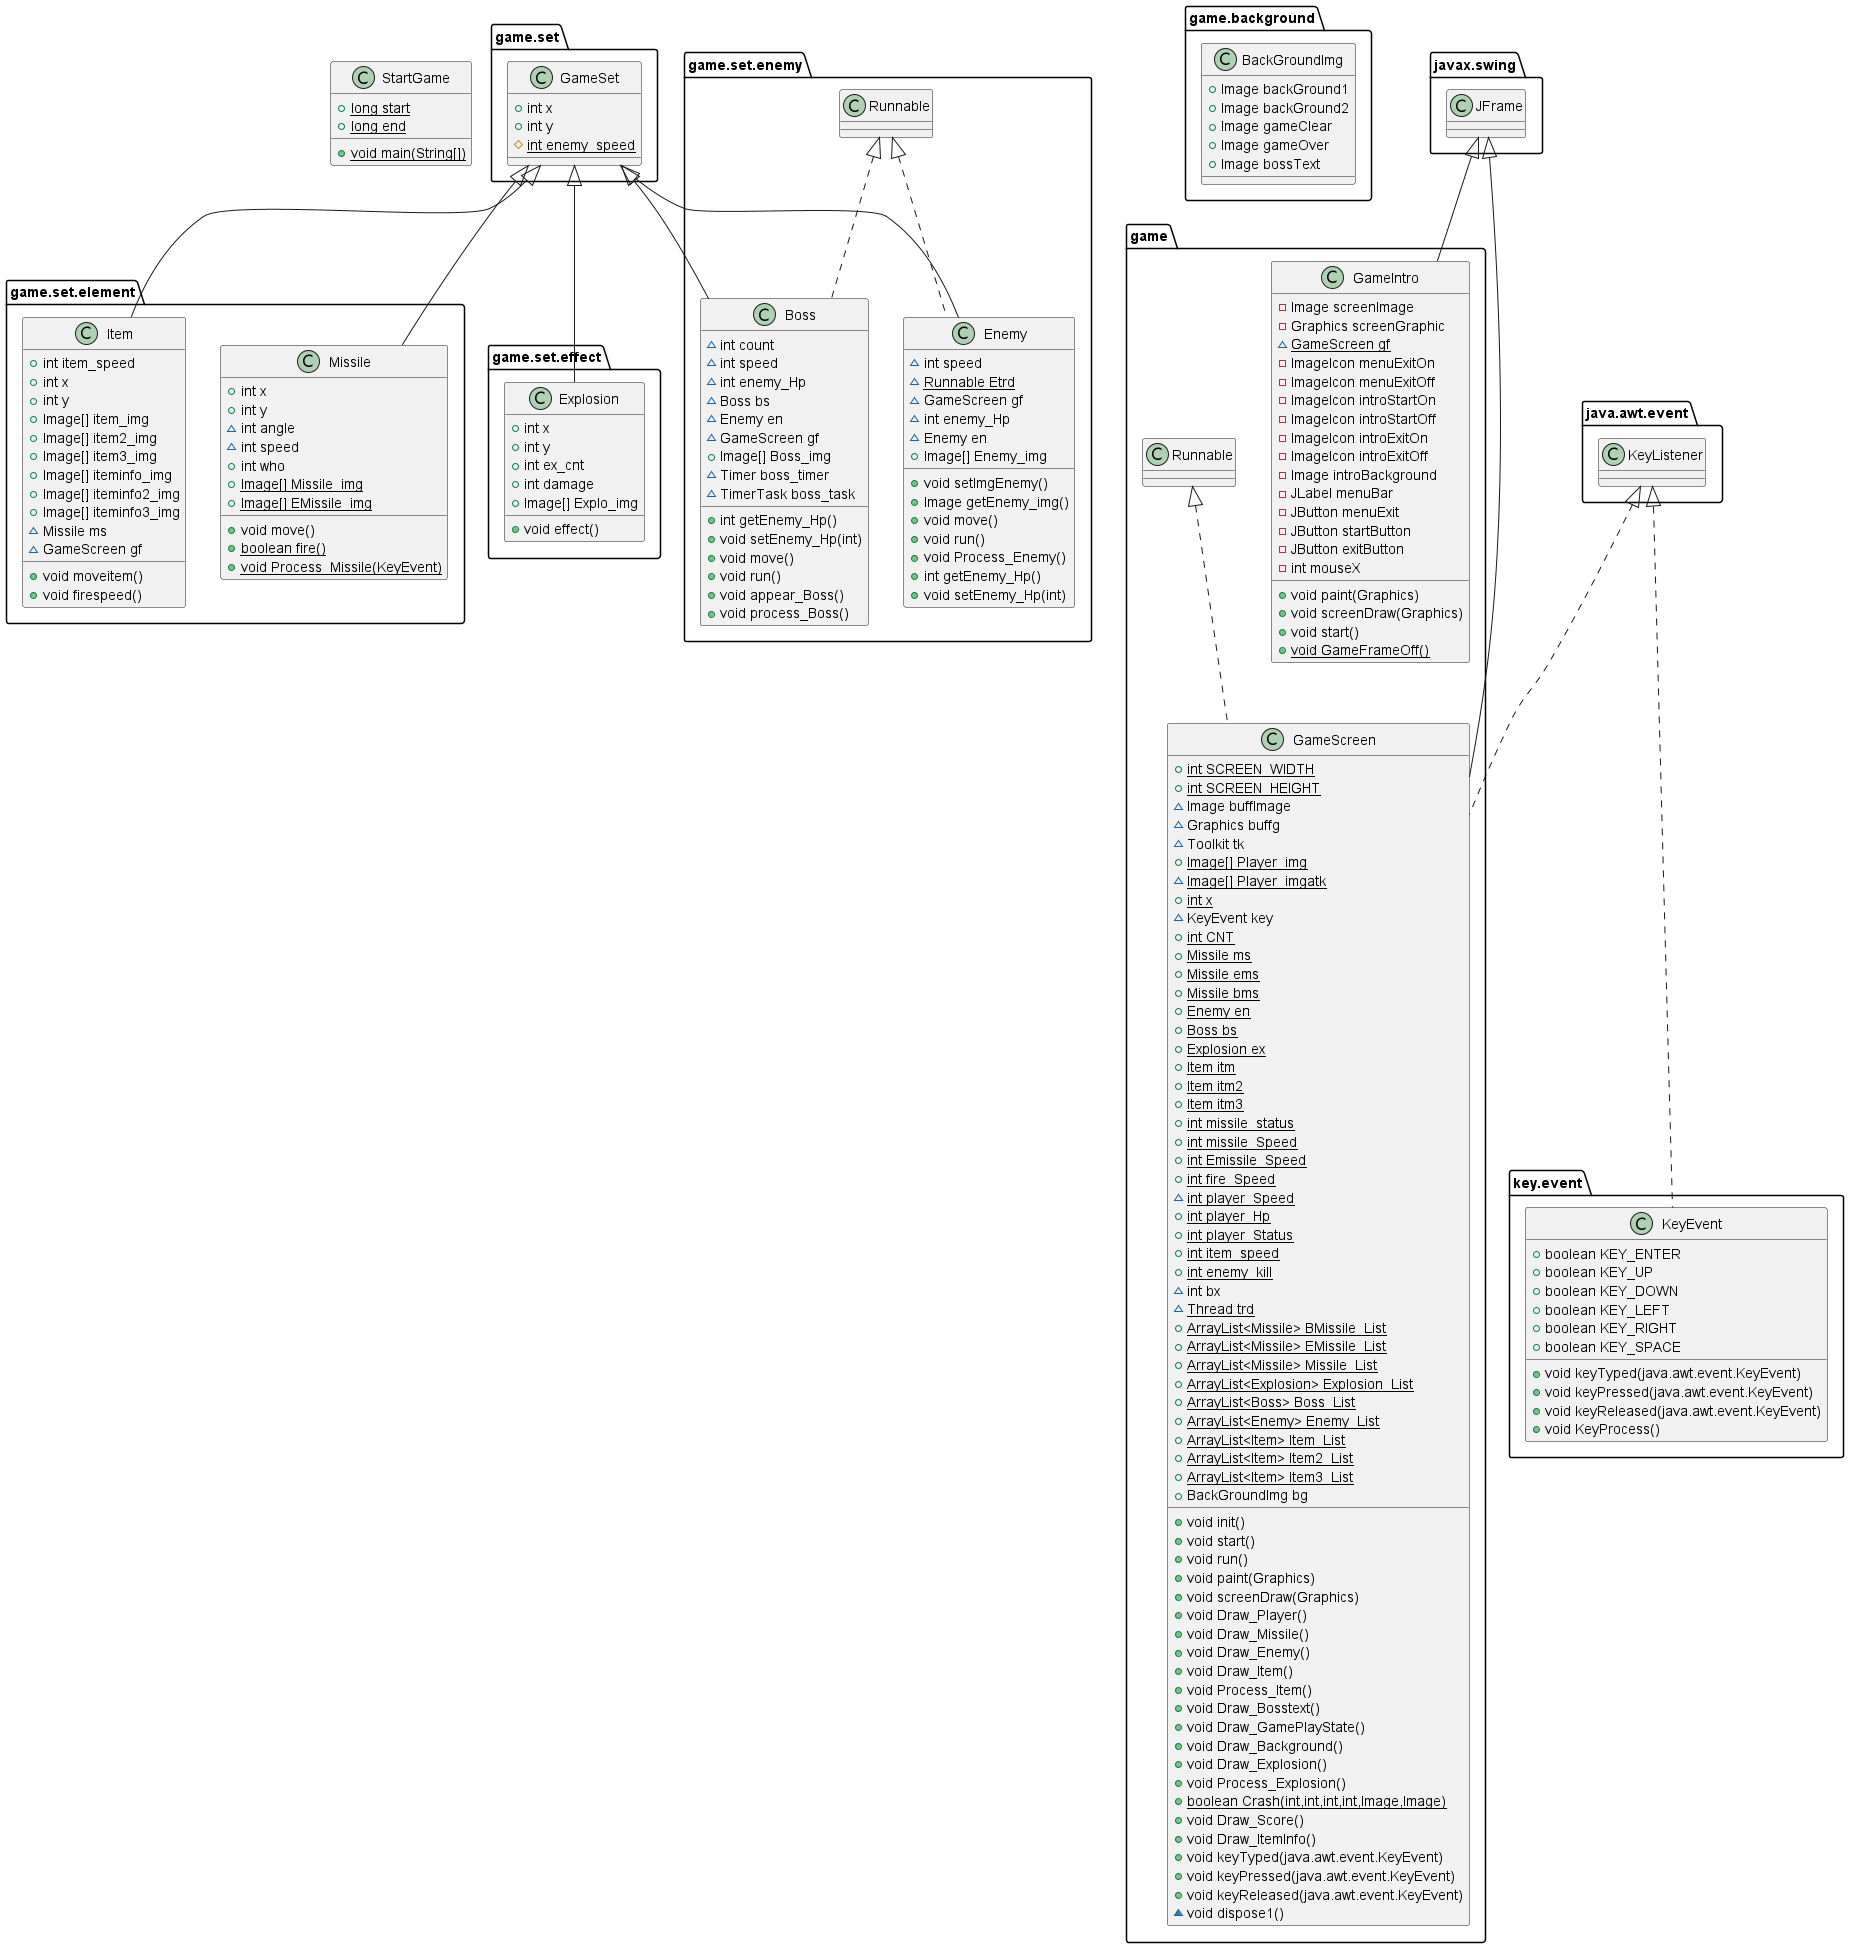 StartGame
long start
long end
void main(String[])
game.set
GameSet
int x
int y
int enemy_speed
game.set.enemy
Runnable
Boss
int count
int speed
int enemy_Hp
Boss bs
Enemy en
GameScreen gf
Image[] Boss_img
Timer boss_timer
TimerTask boss_task
int getEnemy_Hp()
void setEnemy_Hp(int)
void move()
void run()
void appear_Boss()
void process_Boss()
Enemy
int speed
Runnable Etrd
GameScreen gf
int enemy_Hp
Enemy en
Image[] Enemy_img
void setImgEnemy()
Image getEnemy_img()
void move()
void run()
void Process_Enemy()
int getEnemy_Hp()
void setEnemy_Hp(int)
game.set.element
Item
int item_speed
int x
int y
Image[] item_img
Image[] item2_img
Image[] item3_img
Image[] iteminfo_img
Image[] iteminfo2_img
Image[] iteminfo3_img
Missile ms
GameScreen gf
void moveitem()
void firespeed()
Missile
int x
int y
int angle
int speed
int who
Image[] Missile_img
Image[] EMissile_img
void move()
boolean fire()
void Process_Missile(KeyEvent)
game.set.effect
Explosion
int x
int y
int ex_cnt
int damage
Image[] Explo_img
void effect()
game.background
BackGroundImg
Image backGround1
Image backGround2
Image gameClear
Image gameOver
Image bossText
javax.swing
JFrame
game
GameIntro
Image screenImage
Graphics screenGraphic
GameScreen gf
ImageIcon menuExitOn
ImageIcon menuExitOff
ImageIcon introStartOn
ImageIcon introStartOff
ImageIcon introExitOn
ImageIcon introExitOff
Image introBackground
JLabel menuBar
JButton menuExit
JButton startButton
JButton exitButton
int mouseX
void paint(Graphics)
void screenDraw(Graphics)
void start()
void GameFrameOff()
Runnable
GameScreen
int SCREEN_WIDTH
int SCREEN_HEIGHT
Image buffImage
Graphics buffg
Toolkit tk
Image[] Player_img
Image[] Player_imgatk
int x
KeyEvent key
int CNT
Missile ms
Missile ems
Missile bms
Enemy en
Boss bs
Explosion ex
Item itm
Item itm2
Item itm3
int missile_status
int missile_Speed
int Emissile_Speed
int fire_Speed
int player_Speed
int player_Hp
int player_Status
int item_speed
int enemy_kill
int bx
Thread trd
ArrayList<Missile> BMissile_List
ArrayList<Missile> EMissile_List
ArrayList<Missile> Missile_List
ArrayList<Explosion> Explosion_List
ArrayList<Boss> Boss_List
ArrayList<Enemy> Enemy_List
ArrayList<Item> Item_List
ArrayList<Item> Item2_List
ArrayList<Item> Item3_List
BackGroundImg bg
void init()
void start()
void run()
void paint(Graphics)
void screenDraw(Graphics)
void Draw_Player()
void Draw_Missile()
void Draw_Enemy()
void Draw_Item()
void Process_Item()
void Draw_Bosstext()
void Draw_GamePlayState()
void Draw_Background()
void Draw_Explosion()
void Process_Explosion()
boolean Crash(int,int,int,int,Image,Image)
void Draw_Score()
void Draw_ItemInfo()
void keyTyped(java.awt.event.KeyEvent)
void keyPressed(java.awt.event.KeyEvent)
void keyReleased(java.awt.event.KeyEvent)
void dispose1()
java.awt.event
KeyListener
key.event
KeyEvent
boolean KEY_ENTER
boolean KEY_UP
boolean KEY_DOWN
boolean KEY_LEFT
boolean KEY_RIGHT
boolean KEY_SPACE
void keyTyped(java.awt.event.KeyEvent)
void keyPressed(java.awt.event.KeyEvent)
void keyReleased(java.awt.event.KeyEvent)
void KeyProcess()